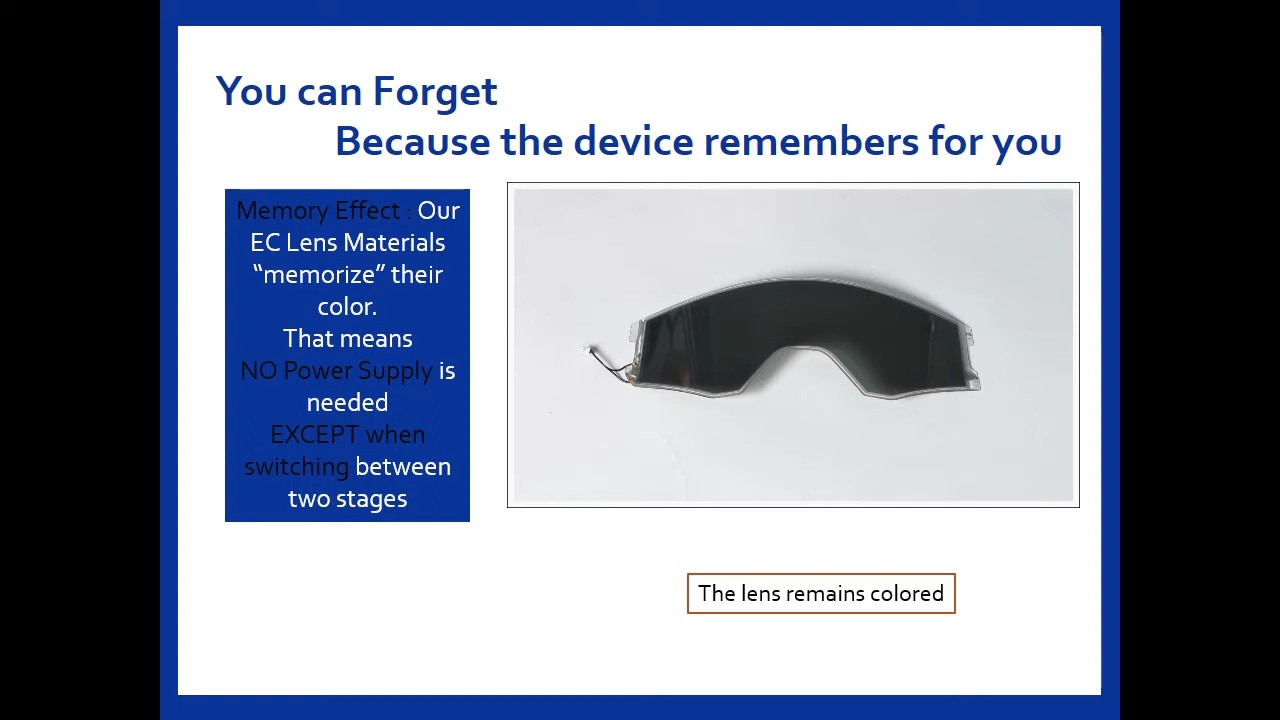 You can Forget
Because the device remembers for you
Memory Effect : Our
EC Lens Materials
“memorize” their
color.
That means
NO Power Supply is
needed
EXCEPT when
switching between
two stages
The lens remains colored